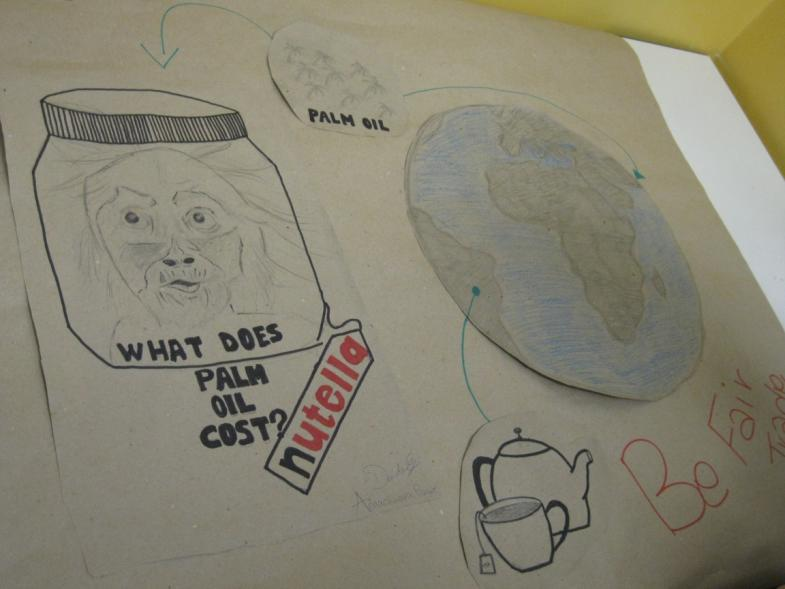 PALM OIL
WHAT DOES
PALM
OIL
COST?
nutella
Be Fair
Trade